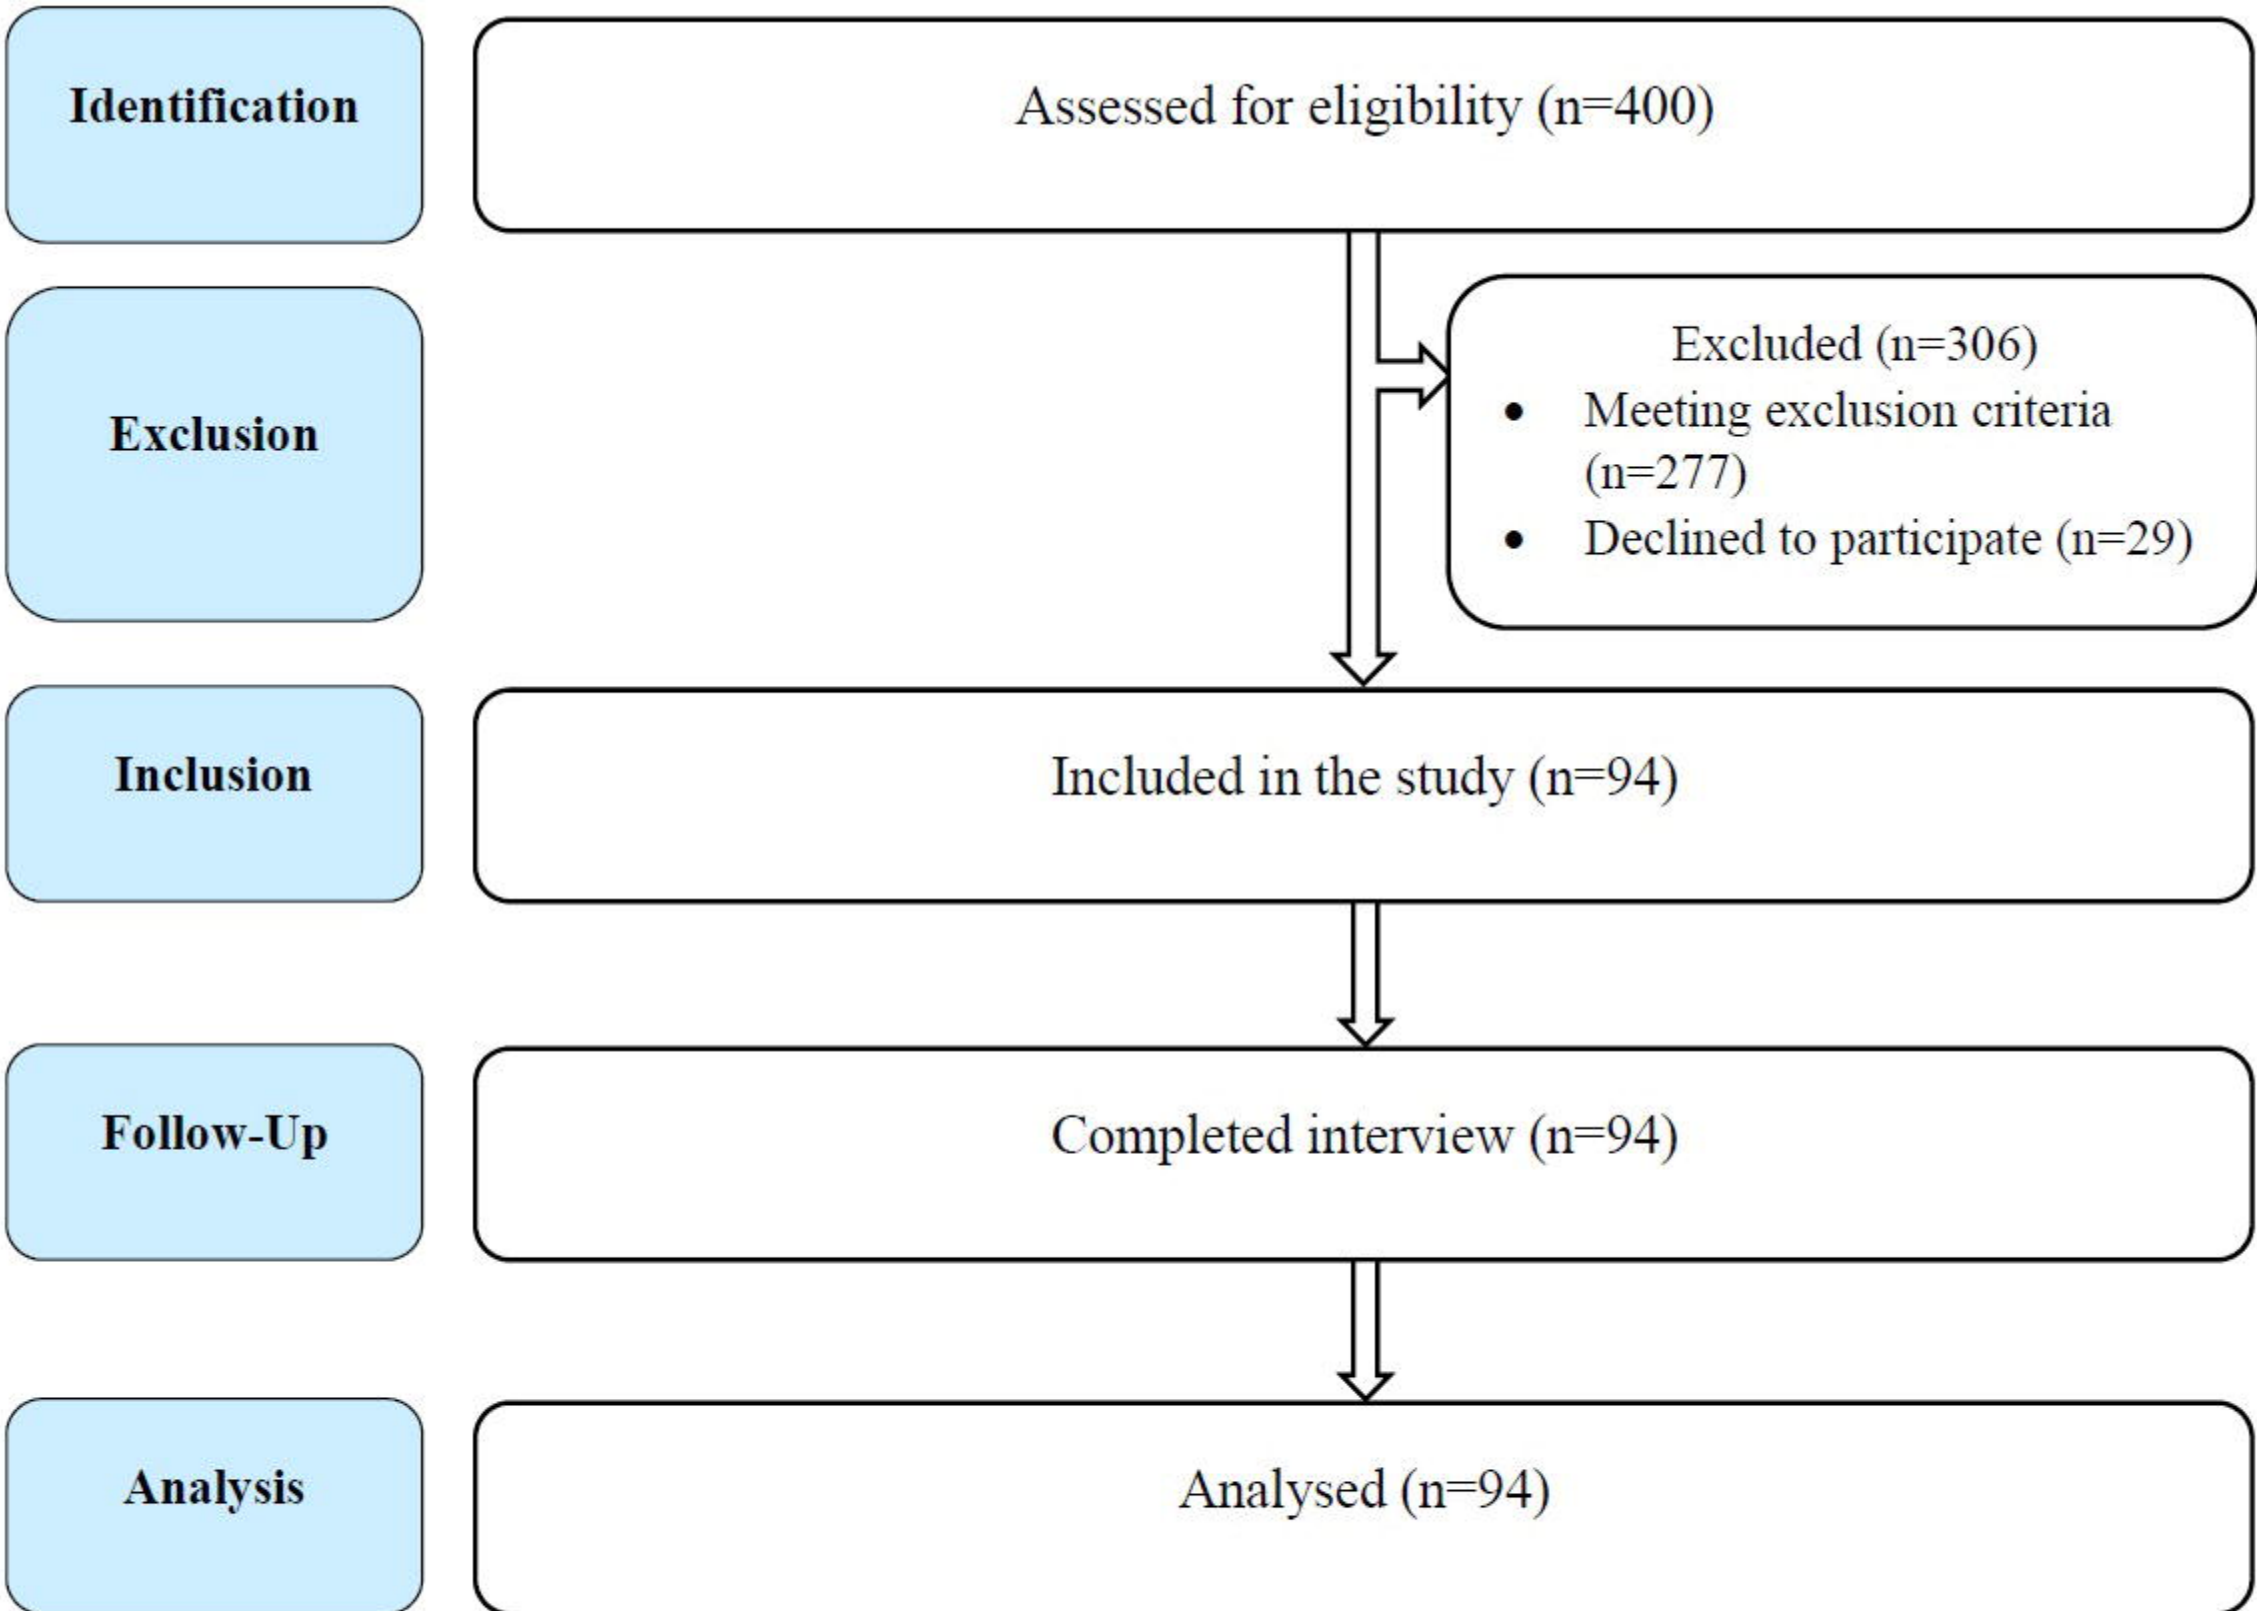 Identification
Assessed for eligibility (n=400)
Exclusion
Excluded (n=306)
• Meeting exclusion criteria
(n=277)
• Declined to participate (n=29)
Inclusion
Included in the study (n=94)
Follow-Up
Completed interview (n=94)
Analysis
Analysed (n=94)